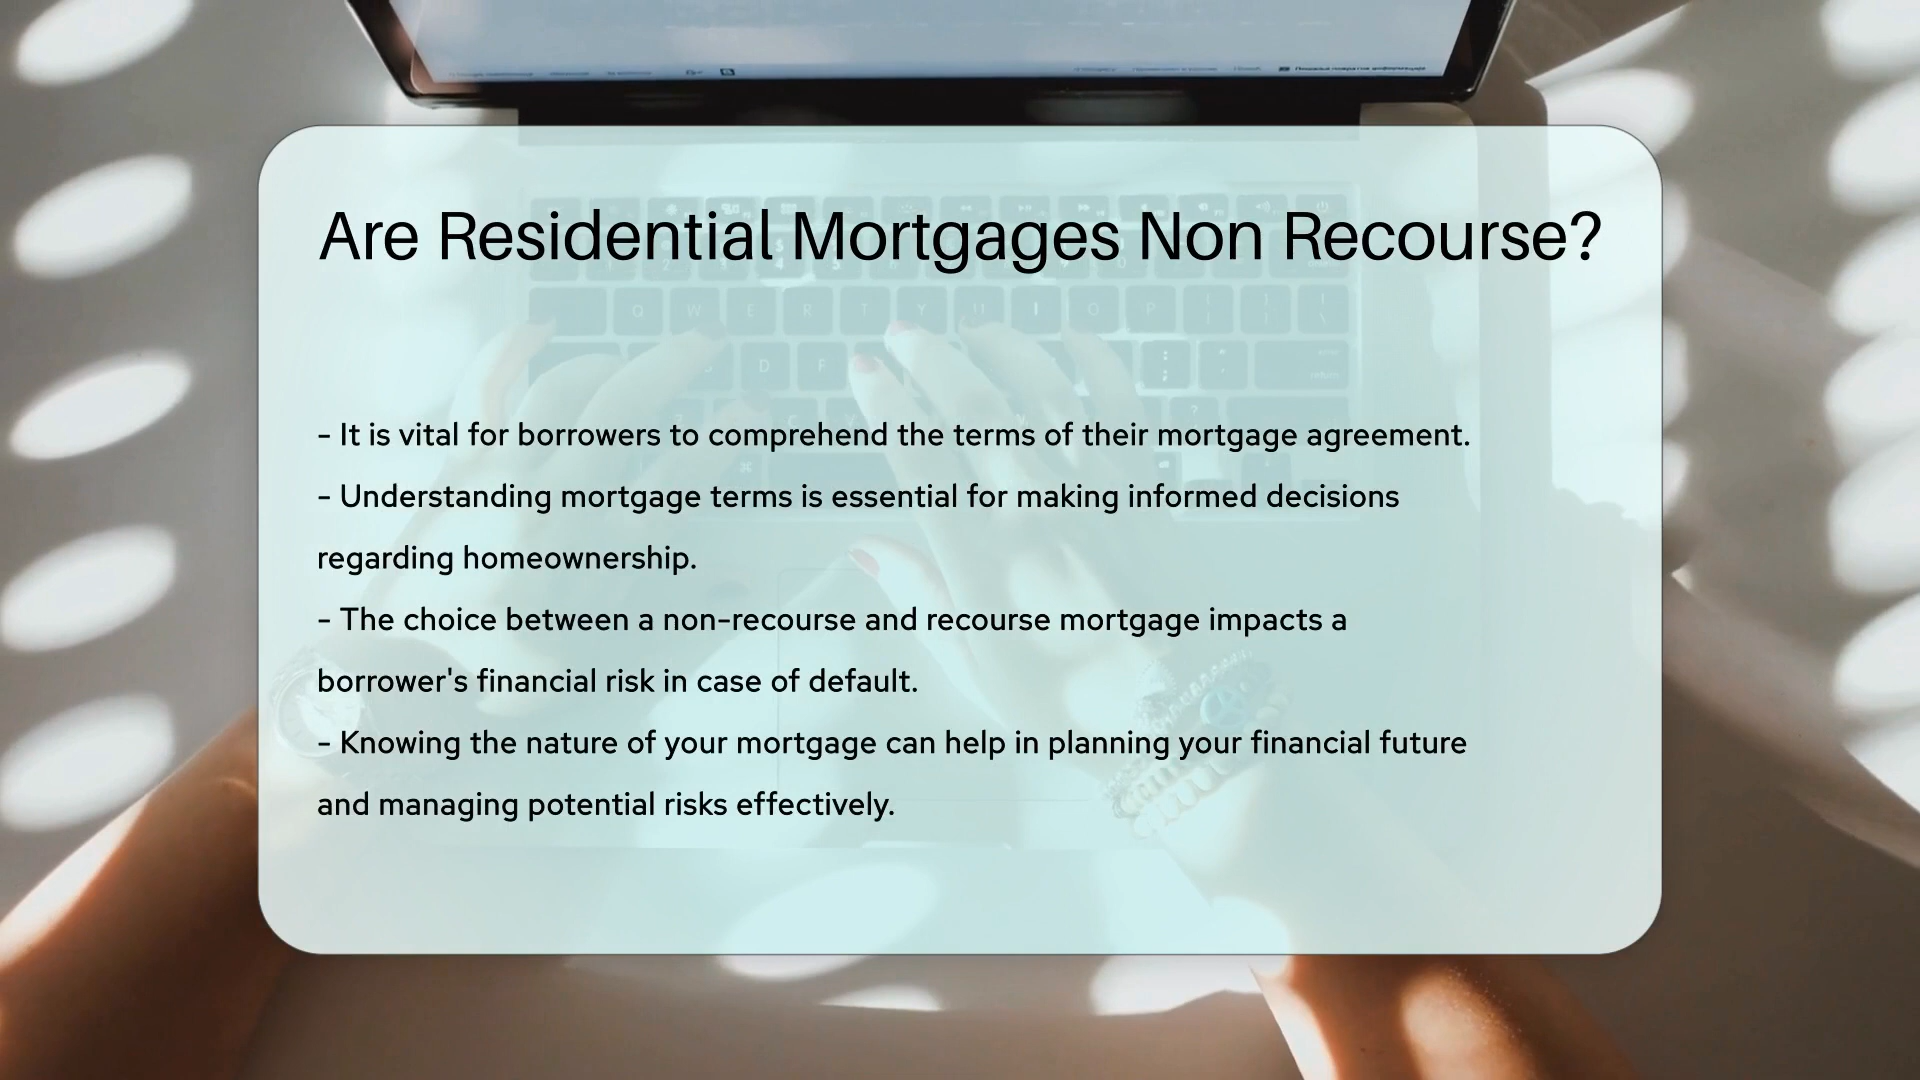 Are Residential Mortgages Non Recourse?
- It is vital for borrowers to comprehend the terms of their mortgage agreement.
- Understanding mortgage terms is essential for making informed decisions
regarding homeownership.
- The choice between a non-recourse and recourse mortgage impacts a
borrower's financial risk in case of default.
- Knowing the nature of your mortgage can help in planning your financial future
and managing potential risks effectively.